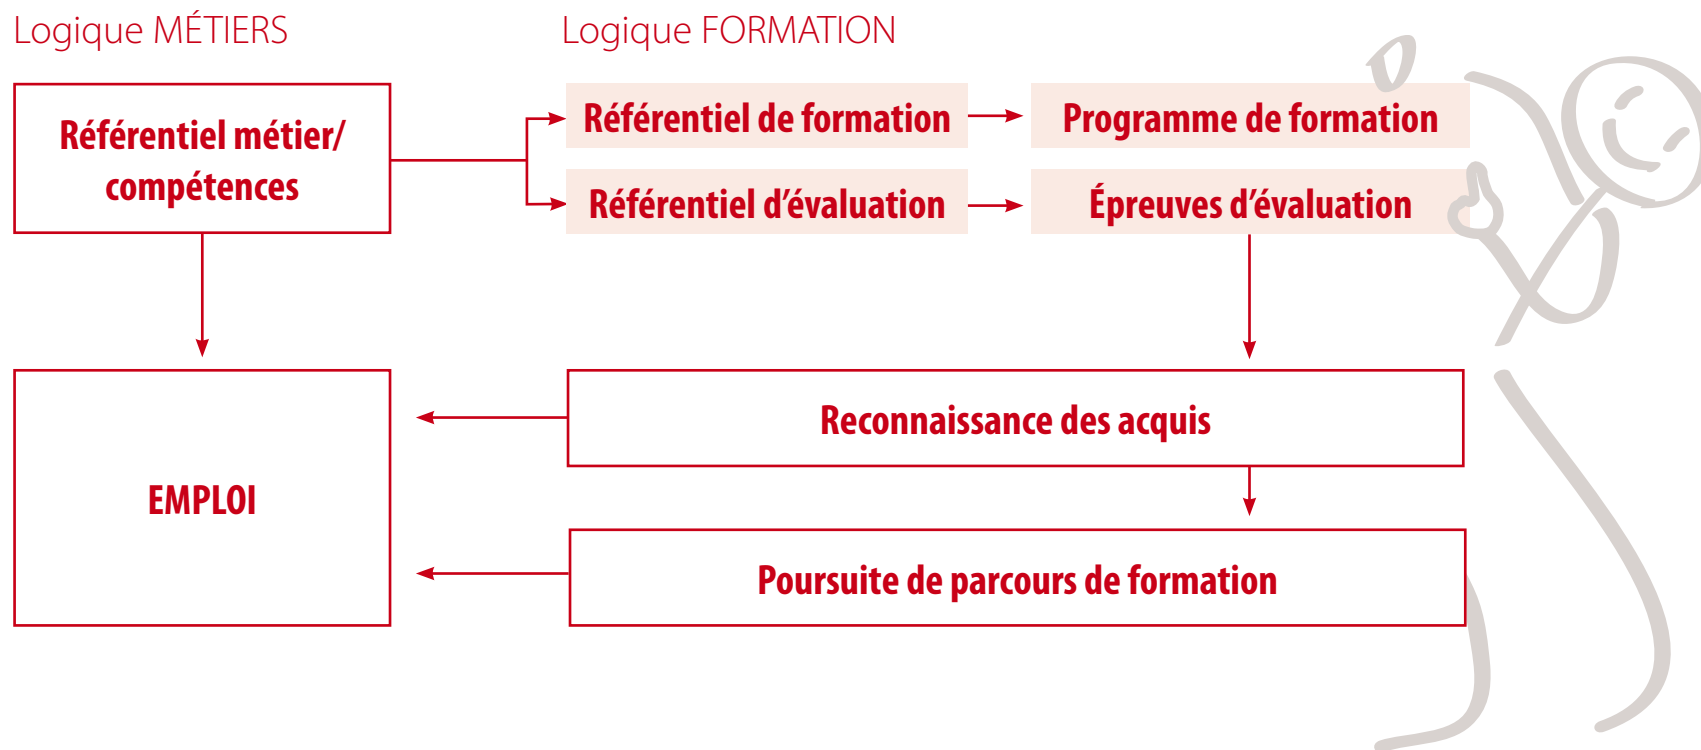 Logique MÉTIERS
Logique FORMATION
Référentiel métier/
compétences
Référentiel de formation
Programme de formation
Référentiel d'évaluation
Épreuves d'évaluation
EMPLOI
Reconnaissance des acquis
Poursuite de parcours de formation